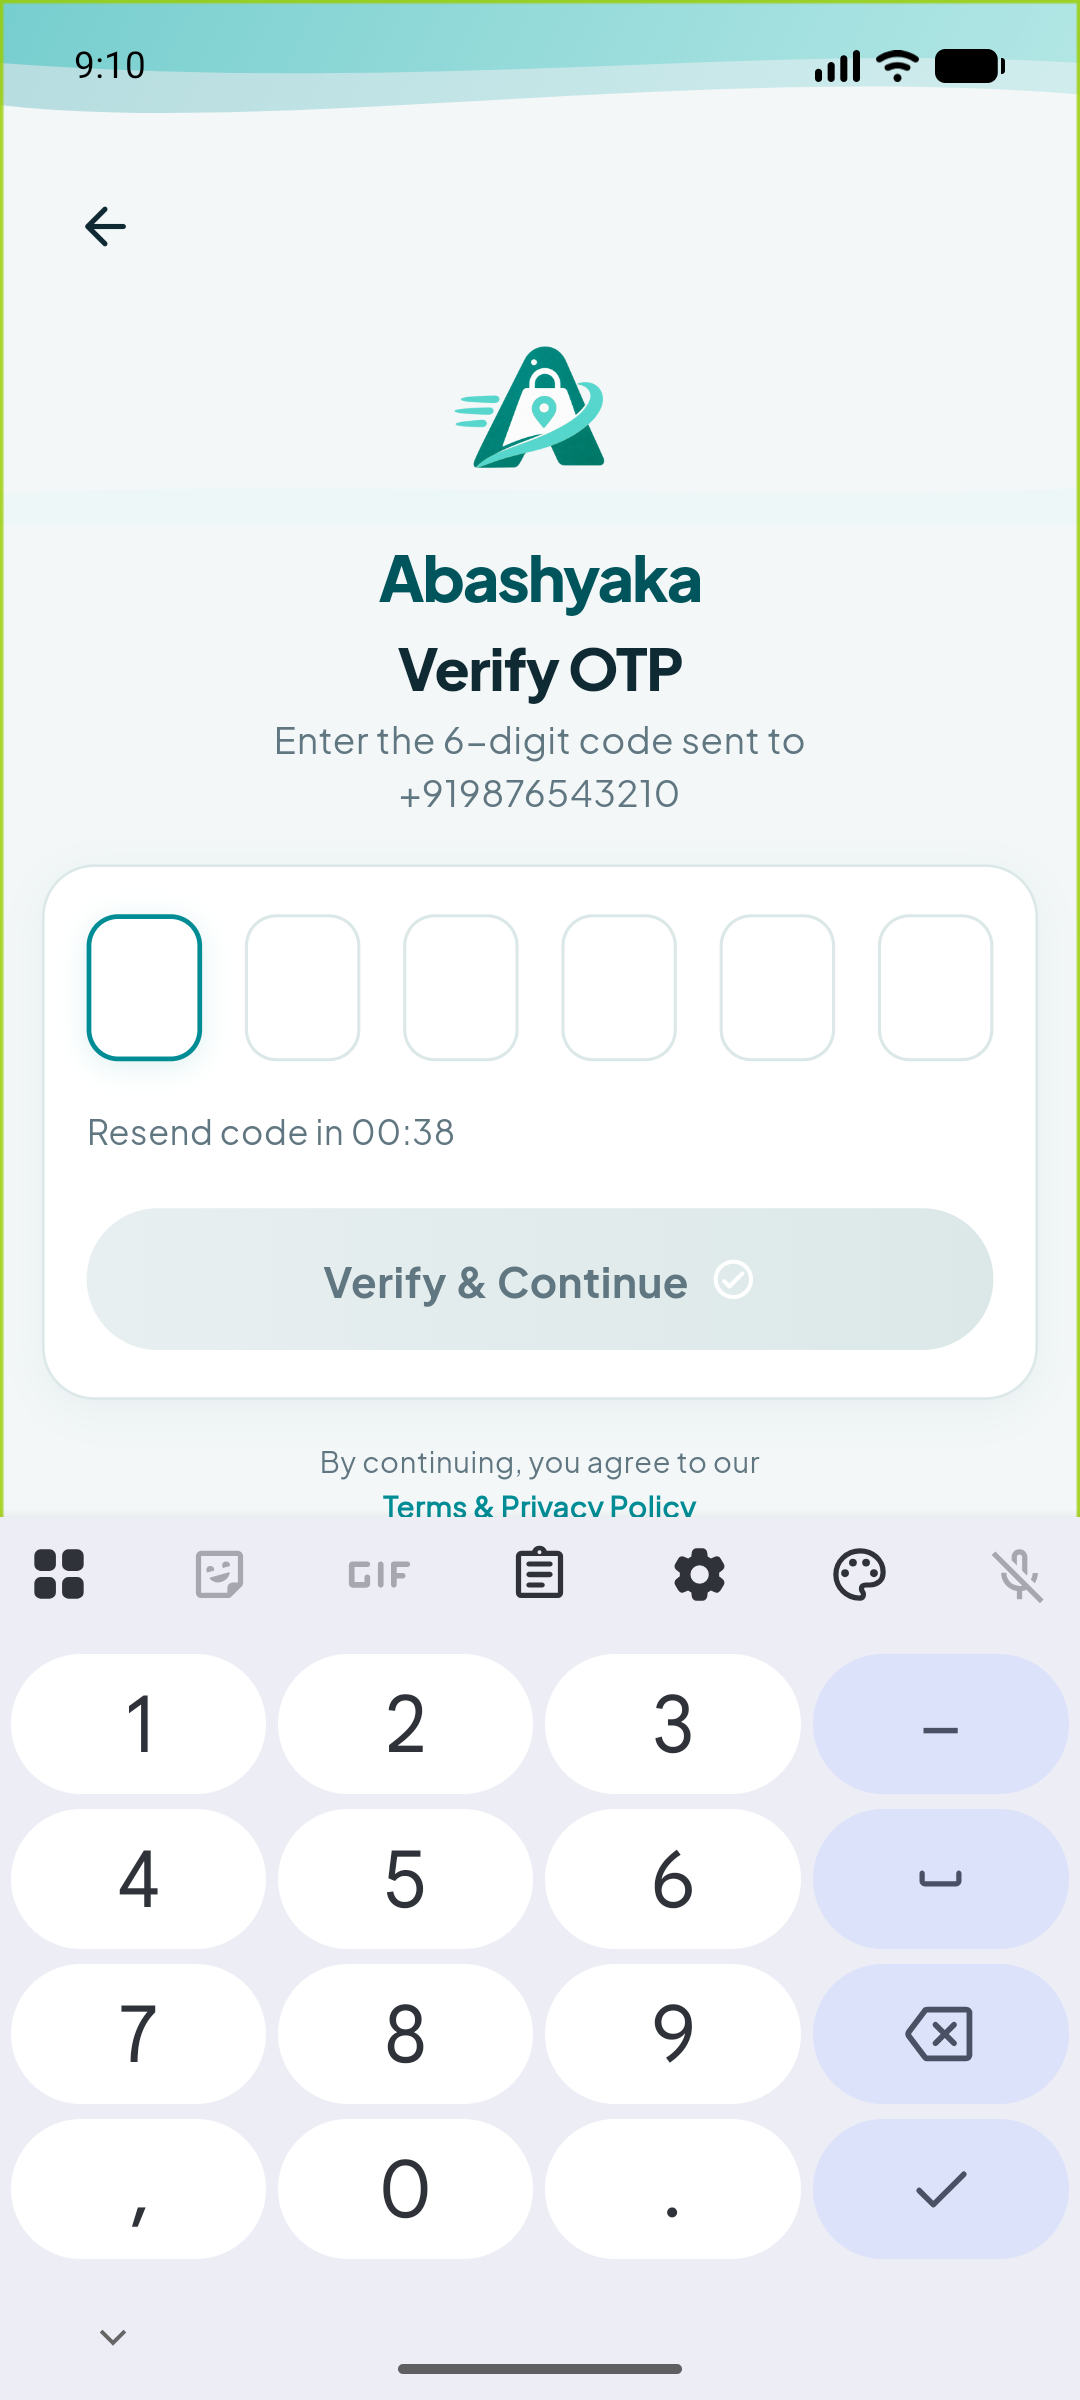 9:10
Abashyaka
Verify OTP
Enter the 6-digit code sent to
+919876543210
Resend code in 00:38
Verify & Continue
By continuing, you agree to our
Terms & Privacy Policy
GIF
1 2 3 –
4 5 6
7 8 9
, 0 .